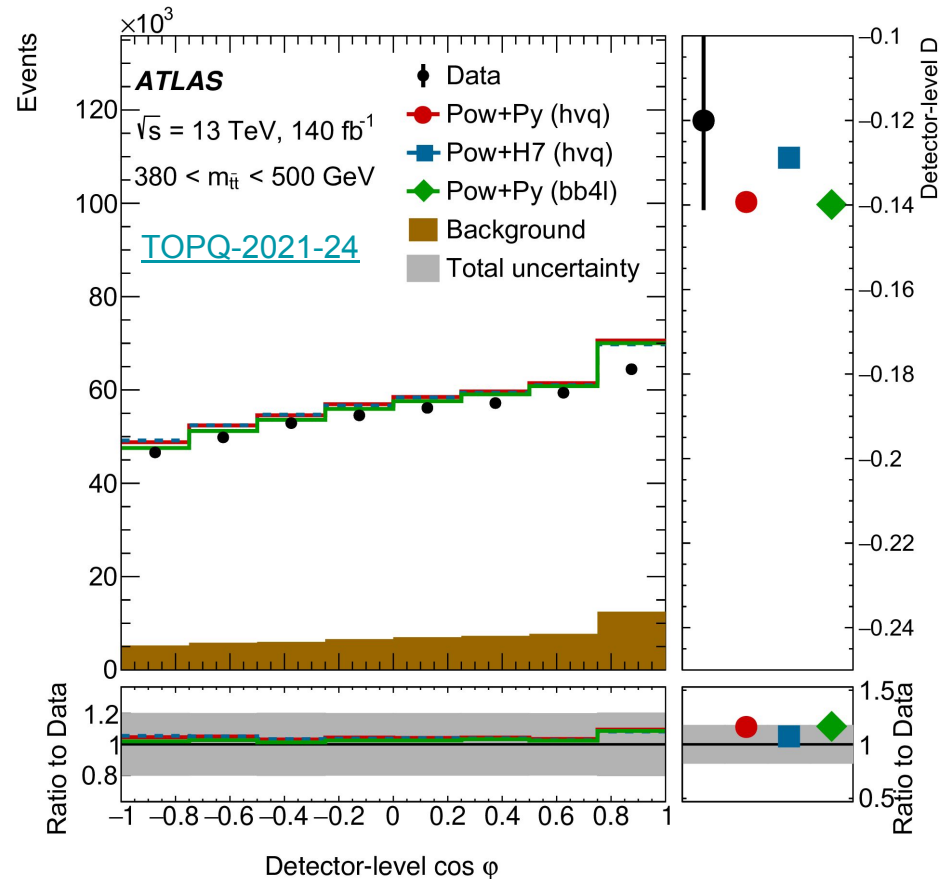 ×10³
Events
ATLAS
√s = 13 TeV, 140 fb⁻¹
380 < m_tt̄ < 500 GeV
TOPQ-2021-24
Data
Pow+Py (hvq)
Pow+H7 (hvq)
Pow+Py (bb4l)
Background
Total uncertainty
120
100
80
60
40
20
0
−0.1
−0.12
−0.14
−0.16
−0.18
−0.2
−0.22
−0.24
Detector-level D
Ratio to Data
1.2
1
0.8
−1 −0.8 −0.6 −0.4 −0.2 0 0.2 0.4 0.6 0.8 1
Detector-level cos φ
1.5
1
0.5
Ratio to Data